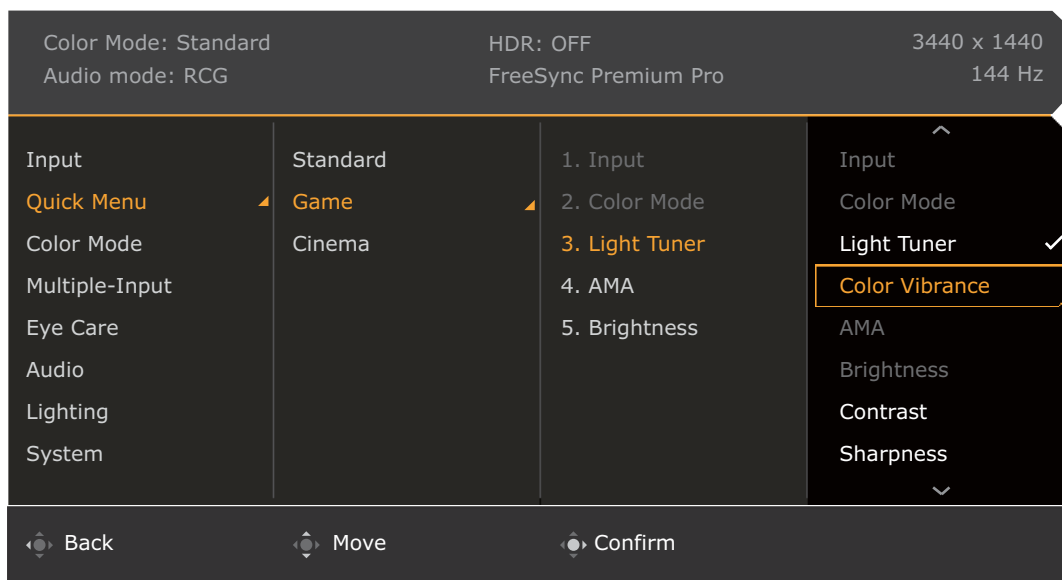 Color Mode: Standard
HDR: OFF
3440 x 1440
Audio mode: RCG
FreeSync Premium Pro
144 Hz
Input
Quick Menu
Color Mode
Multiple-Input
Eye Care
Audio
Lighting
System
Standard
Game
Cinema
1. Input
2. Color Mode
3. Light Tuner
4. AMA
5. Brightness
Input
Color Mode
Light Tuner
Color Vibrance
AMA
Brightness
Contrast
Sharpness
Back
Move
Confirm